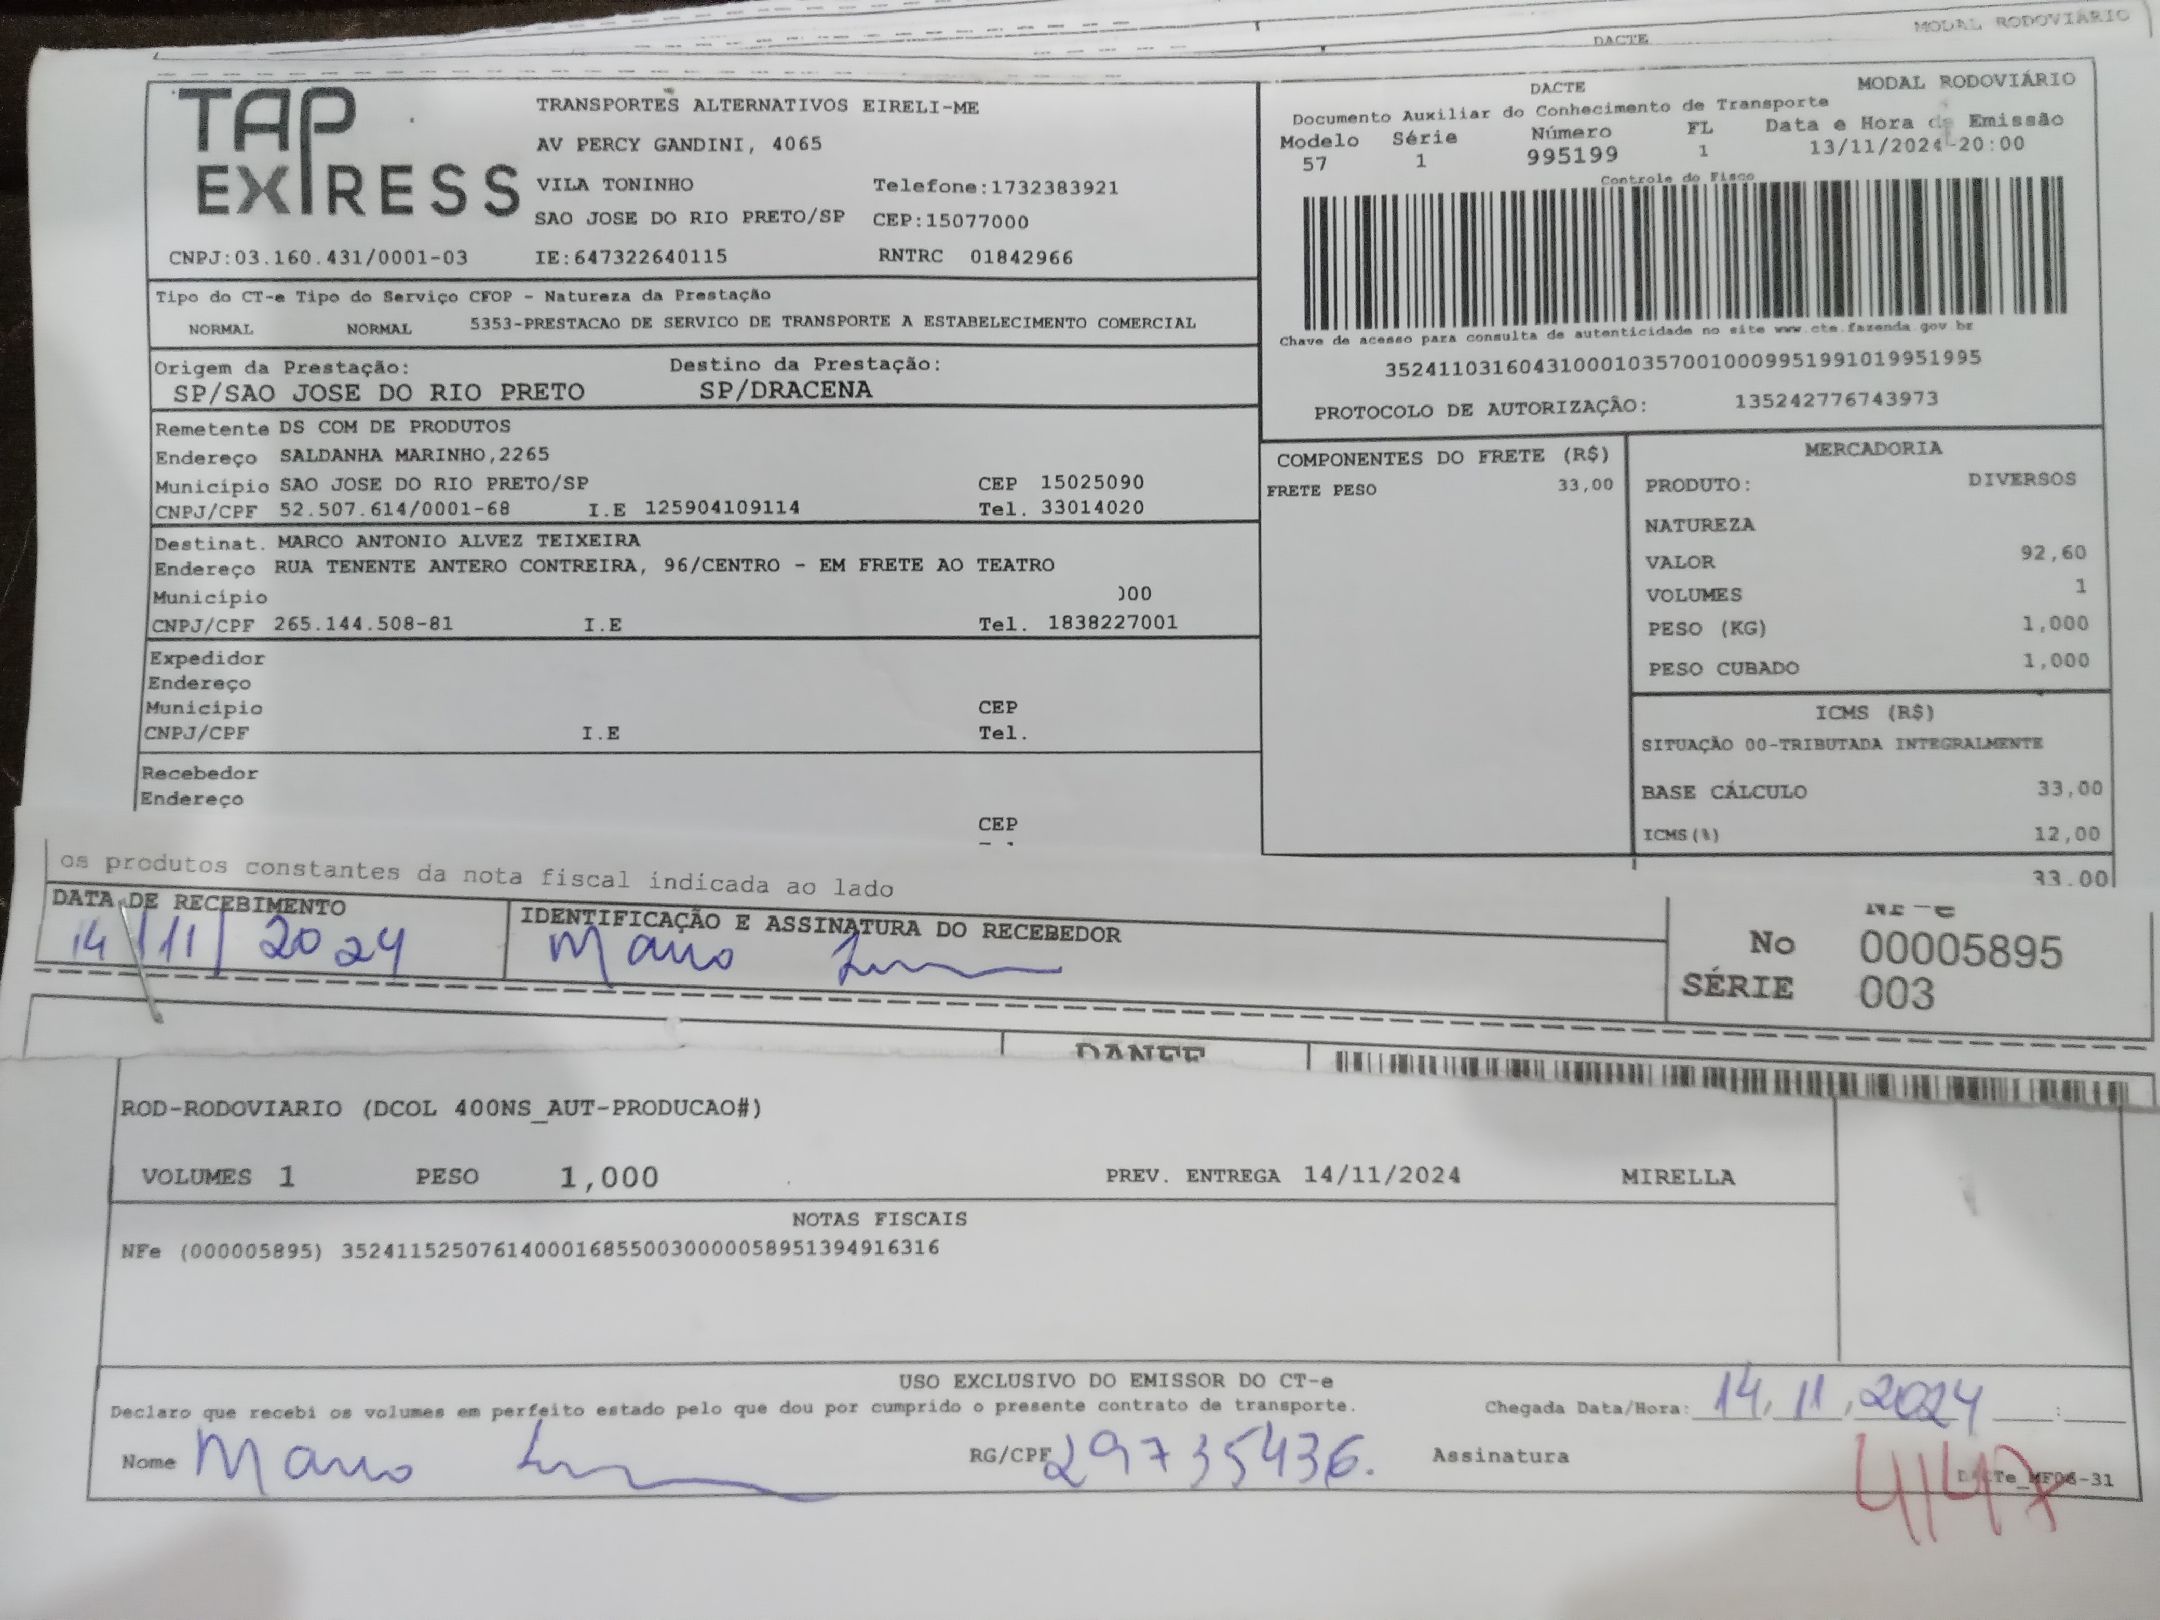 DACTE MODAL RODOVIÁRIO
TAP EXPRESS
TRANSPORTES ALTERNATIVOS EIRELI-ME
AV PERCY GANDINI, 4065
VILA TONINHO Telefone:1732383921
SAO JOSE DO RIO PRETO/SP CEP:15077000
CNPJ:03.160.431/0001-03 IE:647322640115 RNTRC 01842966
DACTE MODAL RODOVIÁRIO
Documento Auxiliar do Conhecimento de Transporte
Modelo Série Número FL Data e Hora de Emissão
57 1 995199 1 13/11/2024 20:00
Controle do Fisco
Chave de acesso para consulta de autenticidade no site www.cte.fazenda.gov.br
35241103160431000103570010009951991019951995
PROTOCOLO DE AUTORIZAÇÃO: 135242776743973
Tipo do CT-e Tipo do Serviço CFOP - Natureza da Prestação
NORMAL NORMAL 5353-PRESTACAO DE SERVICO DE TRANSPORTE A ESTABELECIMENTO COMERCIAL
Origem da Prestação: Destino da Prestação:
SP/SAO JOSE DO RIO PRETO SP/DRACENA
Remetente DS COM DE PRODUTOS
Endereço SALDANHA MARINHO,2265
Município SAO JOSE DO RIO PRETO/SP CEP 15025090
CNPJ/CPF 52.507.614/0001-68 I.E 125904109114 Tel. 33014020
Destinat. MARCO ANTONIO ALVEZ TEIXEIRA
Endereço RUA TENENTE ANTERO CONTREIRA, 96/CENTRO - EM FRETE AO TEATRO
Município 000
CNPJ/CPF 265.144.508-81 I.E Tel. 1838227001
Expedidor
Endereço
Município CEP
CNPJ/CPF I.E Tel.
Recebedor
Endereço
CEP
COMPONENTES DO FRETE (R$)
FRETE PESO 33,00
MERCADORIA
PRODUTO: DIVERSOS
NATUREZA
VALOR 92,60
VOLUMES 1
PESO (KG) 1,000
PESO CUBADO 1,000
ICMS (R$)
SITUAÇÃO 00-TRIBUTADA INTEGRALMENTE
BASE CÁLCULO 33,00
ICMS(%) 12,00
33.00
os produtos constantes da nota fiscal indicada ao lado
DATA DE RECEBIMENTO IDENTIFICAÇÃO E ASSINATURA DO RECEBEDOR
14/11/2024
NF-e
No 00005895
SÉRIE 003
DANFE
ROD-RODOVIARIO (DCOL 400NS_AUT-PRODUCAO#)
VOLUMES 1 PESO 1,000 PREV. ENTREGA 14/11/2024 MIRELLA
NOTAS FISCAIS
NFe (000005895) 35241152507614000168550030000058951394916316
USO EXCLUSIVO DO EMISSOR DO CT-e
Declaro que recebi os volumes em perfeito estado pelo que dou por cumprido o presente contrato de transporte. Chegada Data/Hora: 14.11.2024 :
Nome RG/CPF 29735436. Assinatura